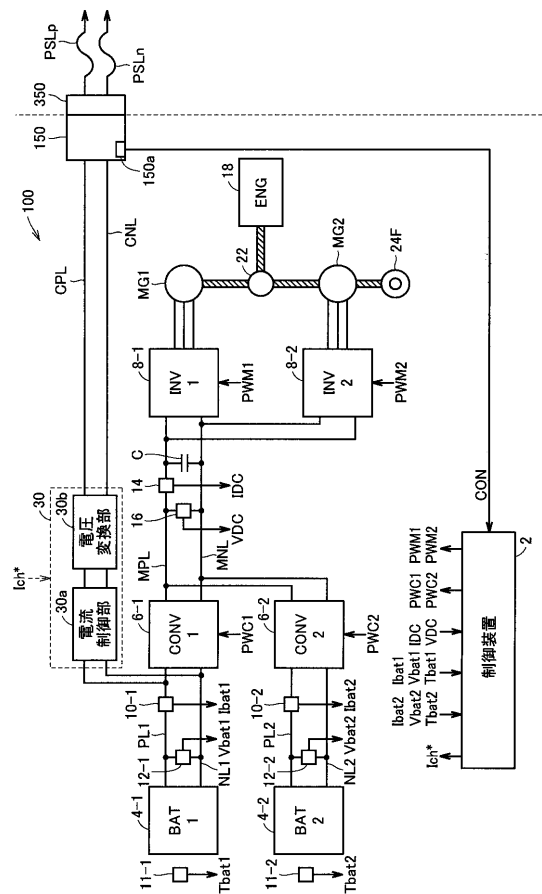 PSLp
PSLn
350
150
150a
100
CPL
CNL
18
ENG
22
MG1
MG2
24F
8-1
INV
1
PWM1
8-2
INV
2
PWM2
C
14
16
IDC
VDC
MPL
MNL
Ich*
30
30b
電圧
変換部
30a
電流
制御部
6-1
CONV
1
PWC1
6-2
CONV
2
PWC2
10-1
Ibat1
PL1
12-1
Vbat1
NL1
4-1
BAT
1
11-1
Tbat1
10-2
Ibat2
PL2
12-2
Vbat2
NL2
4-2
BAT
2
11-2
Tbat2
CON
2
制御装置
Ich*
Ibat2
Vbat2
Tbat2
Ibat1
Vbat1
Tbat1
IDC
VDC
PWC1
PWC2
PWM1
PWM2